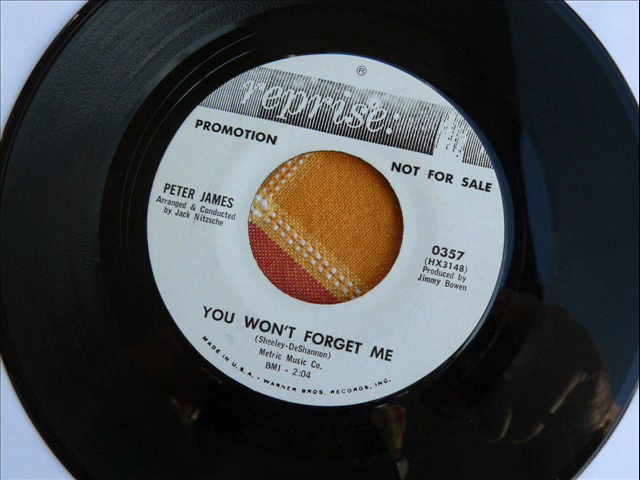 ®
reprise:
PROMOTION
NOT FOR SALE
PETER JAMES
Arranged & Conducted
by Jack Nitzsche
0357
(HX3148)
Produced by
Jimmy Bowen
YOU WON'T FORGET ME
(Sheeley-DeShannon)
Metric Music Co.
BMI - 2:04
MADE IN U.S.A. • WARNER BROS. RECORDS, INC.